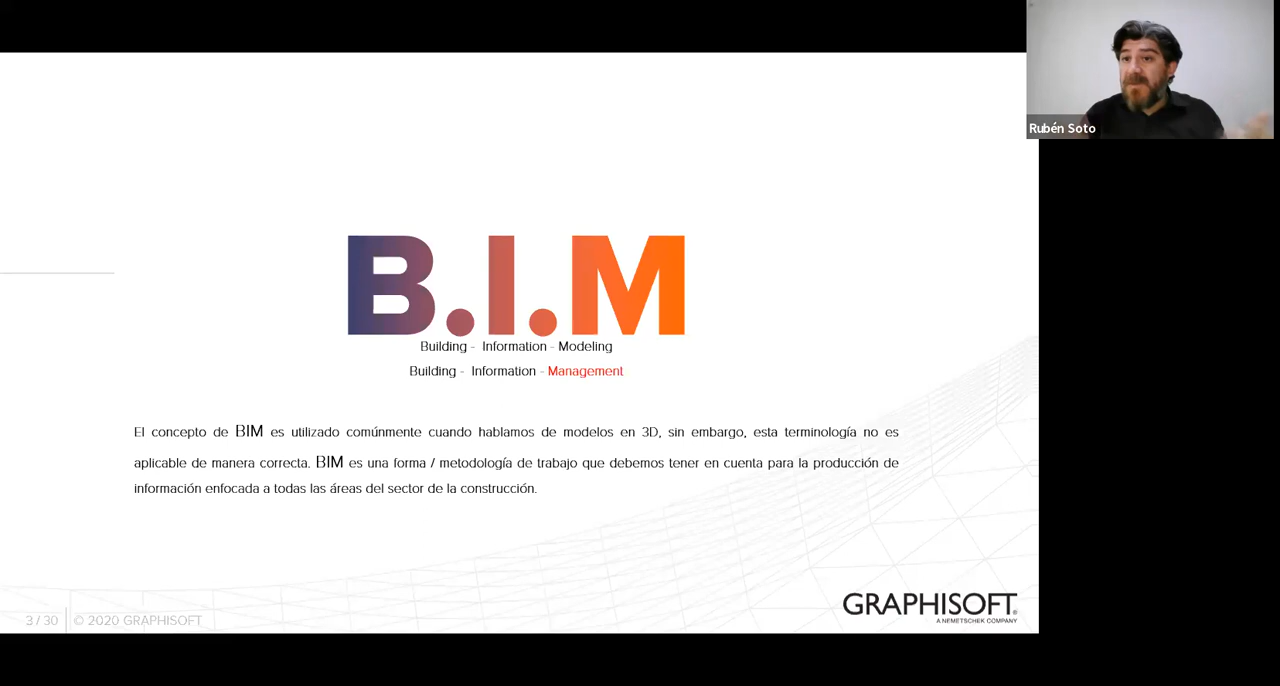 Rubén Soto
B.I.M
Building - Information - Modeling
Building - Information - Management
El concepto de BIM es utilizado comúnmente cuando hablamos de modelos en 3D, sin embargo, esta terminología no es
aplicable de manera correcta. BIM es una forma / metodología de trabajo que debemos tener en cuenta para la producción de
información enfocada a todas las áreas del sector de la construcción.
GRAPHISOFT®
A NEMETSCHEK COMPANY
3 / 30 © 2020 GRAPHISOFT